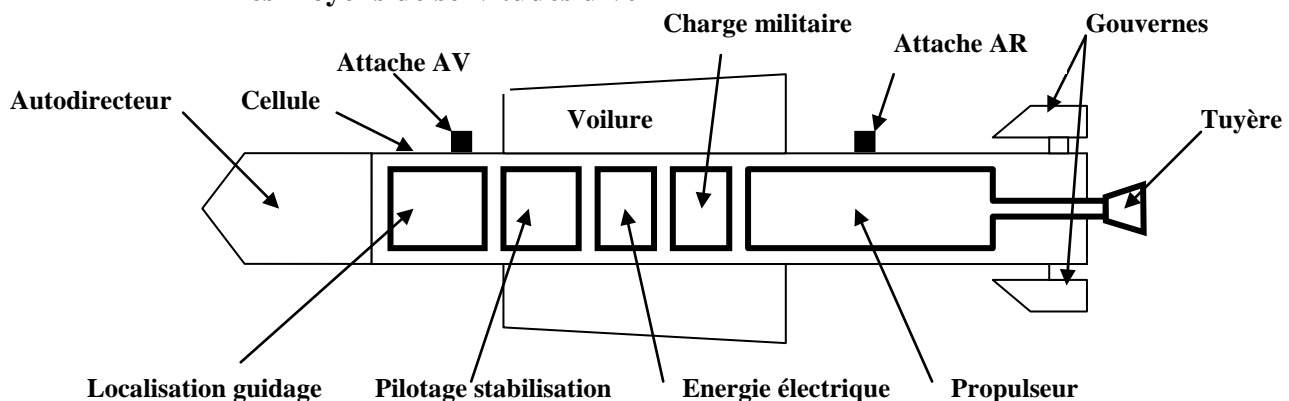 Charge militaire
Gouvernes
Attache AR
Attache AV
Autodirecteur
Cellule
Voilure
Tuyère
Localisation guidage
Pilotage stabilisation
Energie électrique
Propulseur